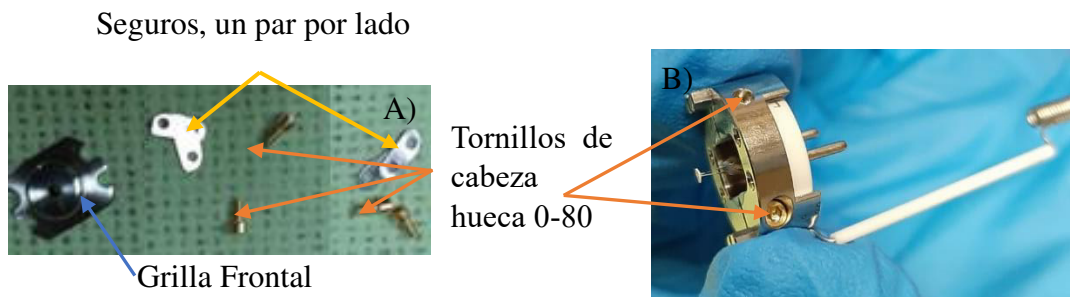 Seguros, un par por lado
A)
B)
Tornillos de
cabeza
hueca 0-80
Grilla Frontal